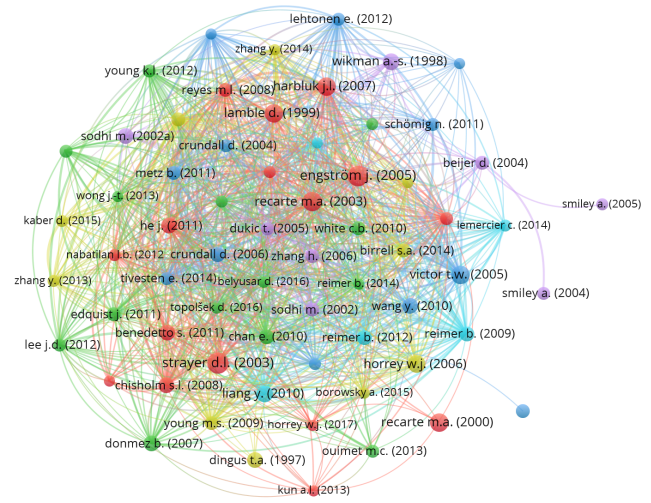 lehtonen e. (2012)
zhang y. (2014)
wikman a.-s. (1998)
young k.l. (2012)
reyes m.l. (2008)
harbluk j.l. (2007)
lamble d. (1999)
schömig n. (2011)
sodhi m. (2002a)
crundall d. (2004)
beijer d. (2004)
metz b. (2011)
engström j. (2005)
wong j.-t. (2013)
recarte m.a. (2003)
smiley a. (2005)
kaber d. (2015)
he j. (2011)
dukic t. (2005)
white c.b. (2010)
lemercier c. (2014)
nabatilan l.b. (2012
crundall d. (2006)
zhang h. (2006)
birrell s.a. (2014)
zhang y. (2013)
tivesten e. (2014)
belyusar d. (2016)
reimer b. (2014)
victor t.w. (2005)
smiley a. (2004)
edquist j. (2011)
topolšek d. (2016)
sodhi m. (2002)
wang y. (2010)
lee j.d. (2012)
benedetto s. (2011)
chan e. (2010)
reimer b. (2012)
reimer b. (2009)
strayer d.l. (2003)
horrey w.j. (2006)
chisholm s.l. (2008)
liang y. (2010)
borowsky a. (2015)
young m.s. (2009)
horrey w.j. (2017)
recarte m.a. (2000)
donmez b. (2007)
ouimet m.c. (2013)
dingus t.a. (1997)
kun a.l. (2013)